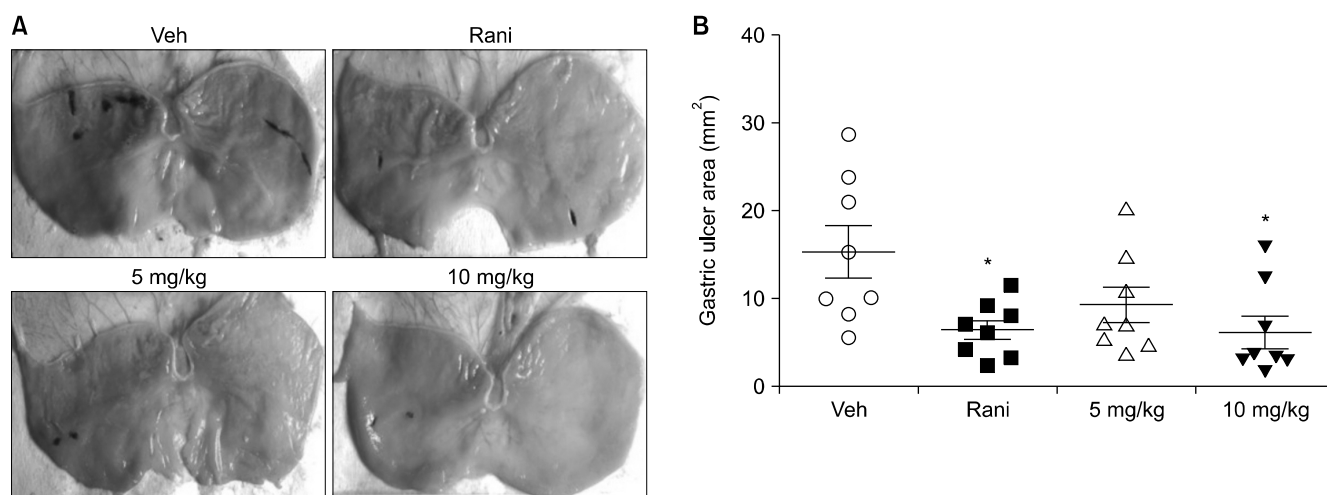 A
Veh
Rani
5 mg/kg
10 mg/kg
B
Gastric ulcer area (mm²)
40
30
20
10
0
*
*
Veh
Rani
5 mg/kg
10 mg/kg